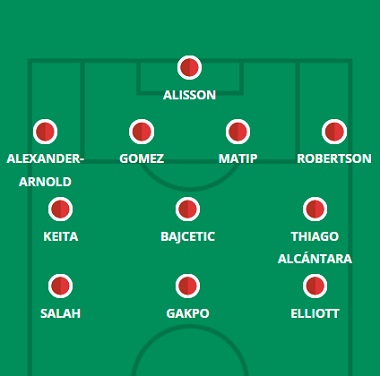 ALISSON
ALEXANDER-
ARNOLD
GOMEZ
MATIP
ROBERTSON
KEITA
BAJCETIC
THIAGO
ALCÁNTARA
SALAH
GAKPO
ELLIOTT